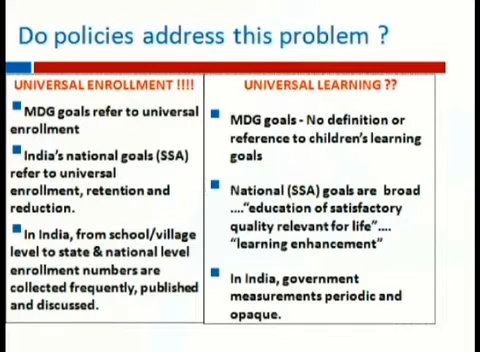 Do policies address this problem ?
UNIVERSAL ENROLLMENT !!!!
MDG goals refer to universal
enrollment
India's national goals (SSA)
refer to universal
enrollment, retention and
reduction.
In India, from school/village
level to state & national level
enrollment numbers are
collected frequently, published
and discussed.
UNIVERSAL LEARNING ??
MDG goals - No definition or
reference to children's learning
goals
National (SSA) goals are broad
...."education of satisfactory
quality relevant for life"....
"learning enhancement"
In India, government
measurements periodic and
opaque.